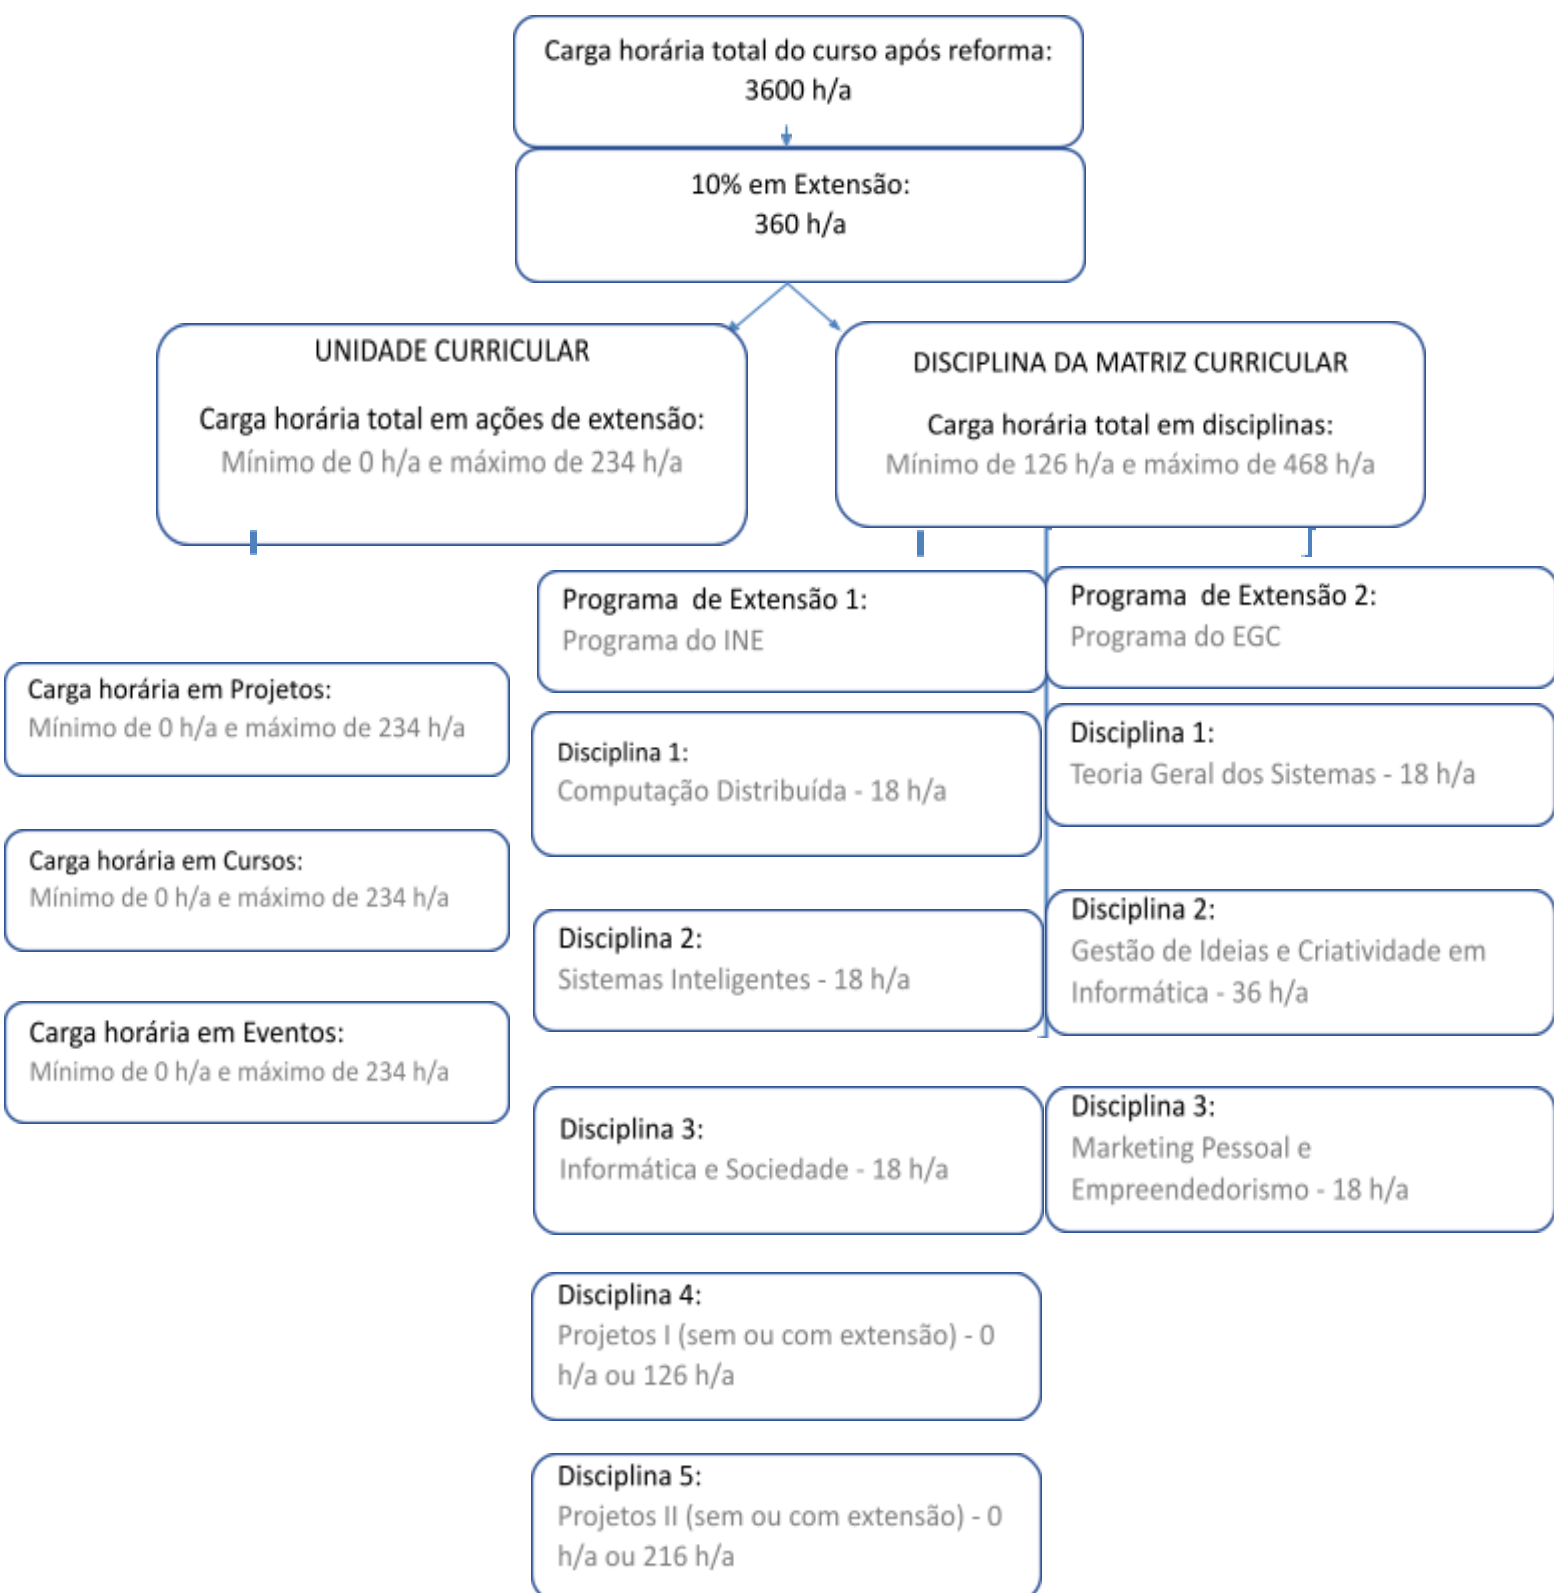 Carga horária total do curso após reforma:
3600 h/a
10% em Extensão:
360 h/a
UNIDADE CURRICULAR
Carga horária total em ações de extensão:
Mínimo de 0 h/a e máximo de 234 h/a
DISCIPLINA DA MATRIZ CURRICULAR
Carga horária total em disciplinas:
Mínimo de 126 h/a e máximo de 468 h/a
Carga horária em Projetos:
Mínimo de 0 h/a e máximo de 234 h/a
Carga horária em Cursos:
Mínimo de 0 h/a e máximo de 234 h/a
Carga horária em Eventos:
Mínimo de 0 h/a e máximo de 234 h/a
Programa de Extensão 1:
Programa do INE
Disciplina 1:
Computação Distribuída - 18 h/a
Disciplina 2:
Sistemas Inteligentes - 18 h/a
Disciplina 3:
Informática e Sociedade - 18 h/a
Disciplina 4:
Projetos I (sem ou com extensão) - 0
h/a ou 126 h/a
Disciplina 5:
Projetos II (sem ou com extensão) - 0
h/a ou 216 h/a
Programa de Extensão 2:
Programa do EGC
Disciplina 1:
Teoria Geral dos Sistemas - 18 h/a
Disciplina 2:
Gestão de Ideias e Criatividade em
Informática - 36 h/a
Disciplina 3:
Marketing Pessoal e
Empreendedorismo - 18 h/a